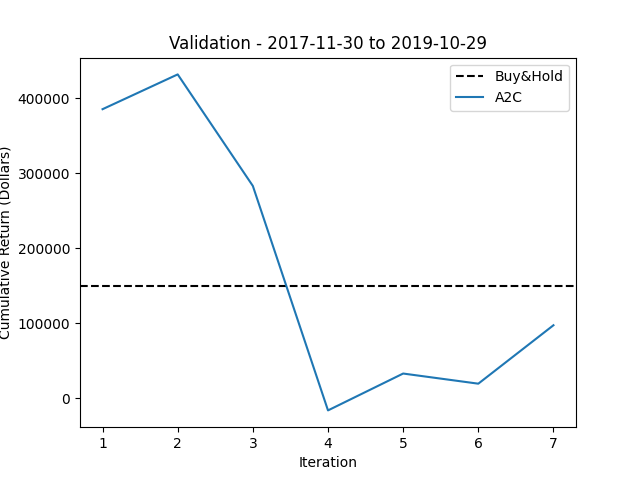 Validation - 2017-11-30 to 2019-10-29
Buy&Hold
A2C
Cumulative Return (Dollars)
400000
300000
200000
100000
0
1 2 3 4 5 6 7
Iteration